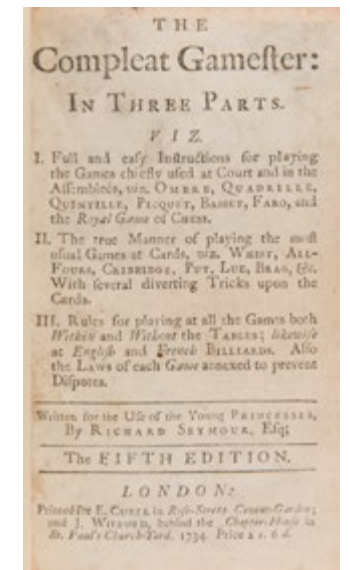 THE
Compleat Gameſter:
IN THREE PARTS.
VIZ.
I. Full and eaſy Inſtructions for playing
the Games chiefly uſed at Court and in the
Aſſemblies, viz. OMBRE, QUADRILLE,
QUINTILLE, PICQUET, BASSET, FARO, and
the Royal Game of CHESS.
II. The true Manner of playing the moſt
uſual Games at Cards, viz. WHIST, ALL-
FOURS, CRIBBIDGE, PUT, LUE, BRAG, &c.
With ſeveral diverting Tricks upon the
Cards.
III. Rules for playing at all the Games both
Within and Without the TABLES; likewiſe
at Engliſh and French BILLIARDS. Alſo
the LAWS of each Game annexed to prevent
Diſputes.
Written for the Uſe of the Young PRINCESSES,
By RICHARD SEYMOUR, Eſq;
The FIFTH EDITION.
LONDON:
Printed for E. CURLL in Roſe-Street, Covent-Garden;
and J. WILFORD, behind the Chapter-Houſe in
St. Paul's Church-Yard. 1734. Price 2 s. 6 d.